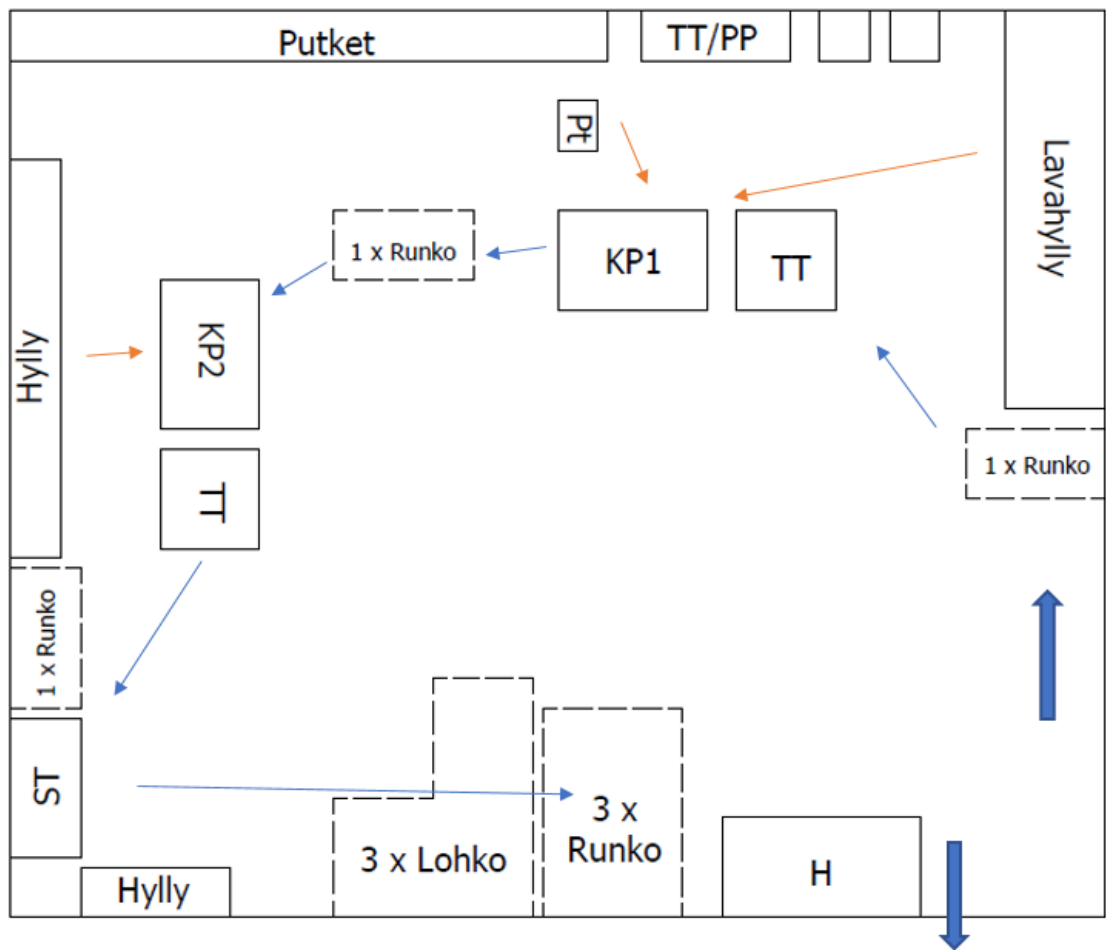 Putket
TT/PP
Pt
Lavahylly
1 x Runko
KP1
TT
KP2
Hylly
1 x Runko
TT
1 x Runko
ST
3 x
Runko
3 x Lohko
H
Hylly